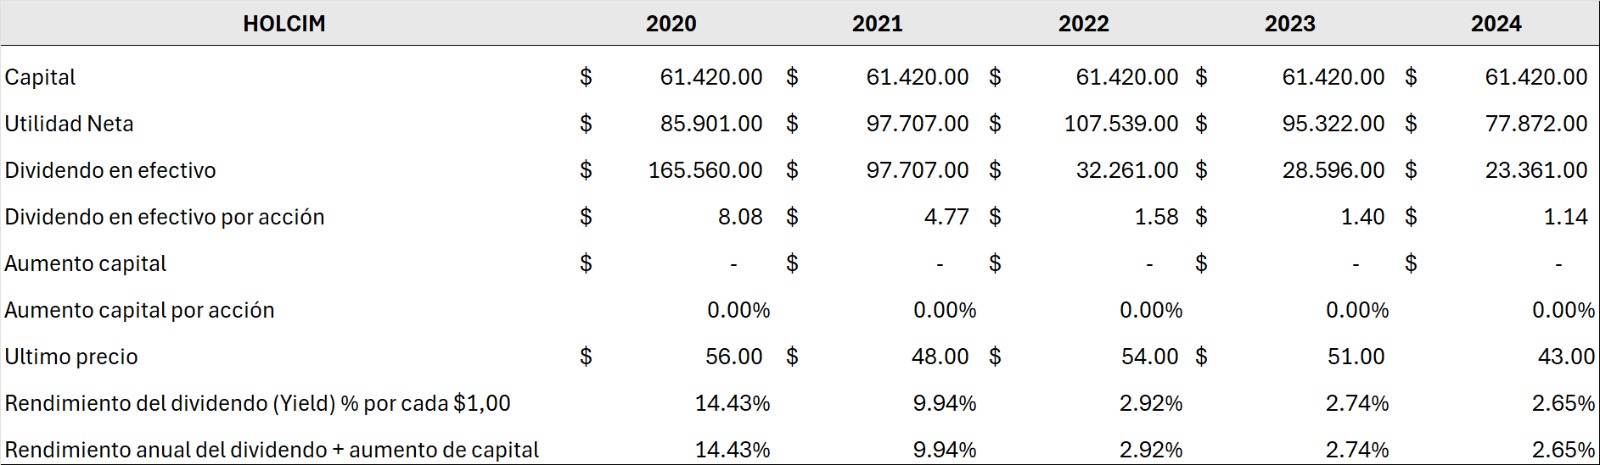 HOLCIM 2020 2021 2022 2023 2024
Capital $ 61.420.00 $ 61.420.00 $ 61.420.00 $ 61.420.00 $ 61.420.00
Utilidad Neta $ 85.901.00 $ 97.707.00 $ 107.539.00 $ 95.322.00 $ 77.872.00
Dividendo en efectivo $ 165.560.00 $ 97.707.00 $ 32.261.00 $ 28.596.00 $ 23.361.00
Dividendo en efectivo por acción $ 8.08 $ 4.77 $ 1.58 $ 1.40 $ 1.14
Aumento capital $ - $ - $ - $ - $ -
Aumento capital por acción 0.00% 0.00% 0.00% 0.00% 0.00%
Ultimo precio $ 56.00 $ 48.00 $ 54.00 $ 51.00 43.00
Rendimiento del dividendo (Yield) % por cada $1,00 14.43% 9.94% 2.92% 2.74% 2.65%
Rendimiento anual del dividendo + aumento de capital 14.43% 9.94% 2.92% 2.74% 2.65%